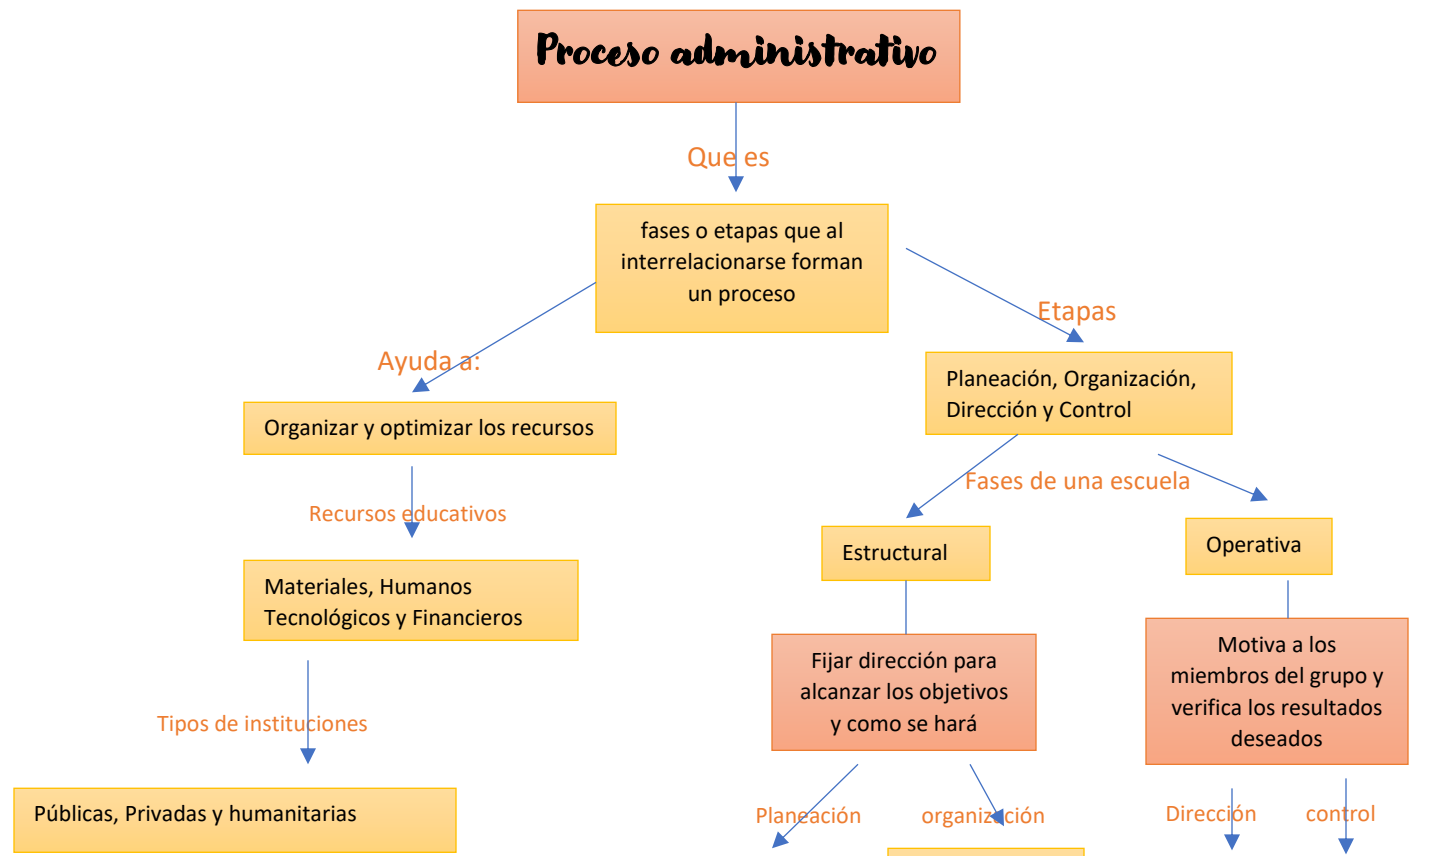 Proceso administrativo
Que es
fases o etapas que al
interrelacionarse forman
un proceso
Etapas
Ayuda a:
Planeación, Organización,
Dirección y Control
Organizar y optimizar los recursos
Fases de una escuela
Recursos educativos
Estructural
Operativa
Materiales, Humanos
Tecnológicos y Financieros
Fijar dirección para
alcanzar los objetivos
y como se hará
Motiva a los
miembros del grupo y
verifica los resultados
deseados
Tipos de instituciones
Públicas, Privadas y humanitarias
Planeación
organización
Dirección
control